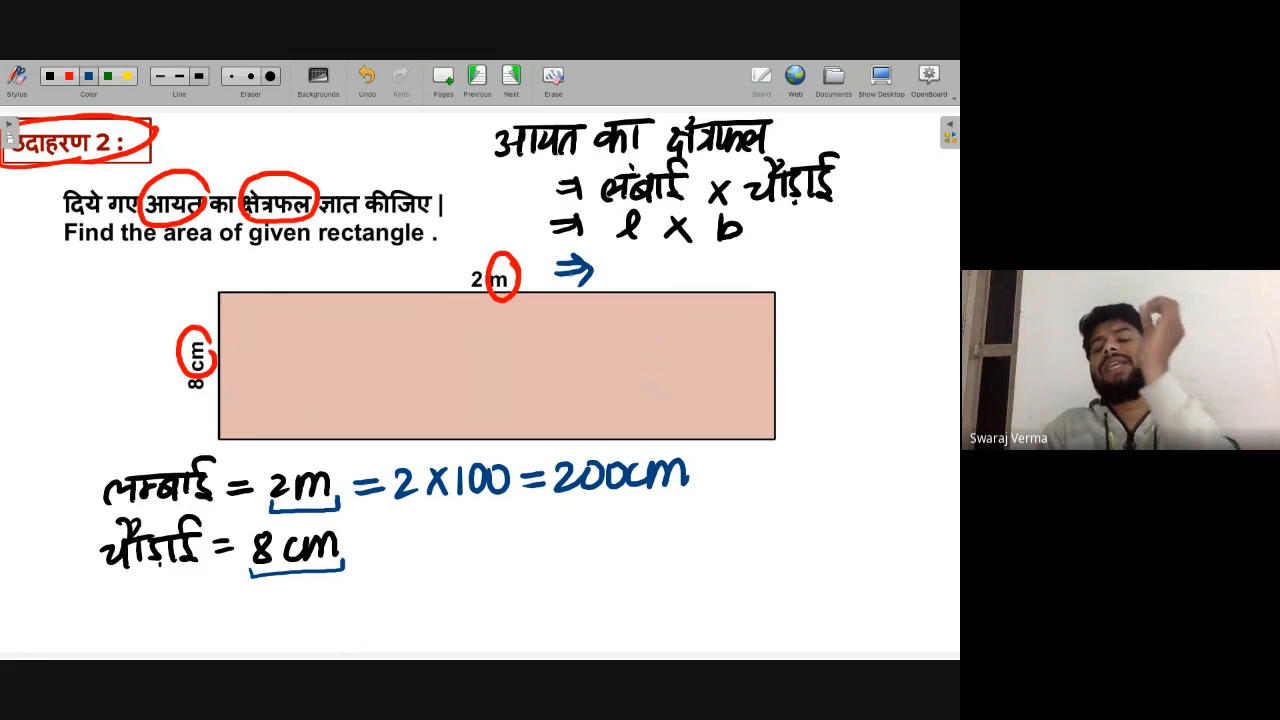 Stylus
Color
Line
Eraser
Backgrounds
Undo
Redo
Pages
Previous
Next
Erase
Board
Web
Documents
Show Desktop
OpenBoard
उदाहरण 2 :
आयत का क्षेत्रफल
⇒ लंबाई × चौड़ाई
⇒ l × b
⇒
दिये गए आयत का क्षेत्रफल ज्ञात कीजिए |
Find the area of given rectangle .
2 m
8 cm
लम्बाई = 2m = 2 × 100 = 200cm
चौड़ाई = 8 cm
Swaraj Verma